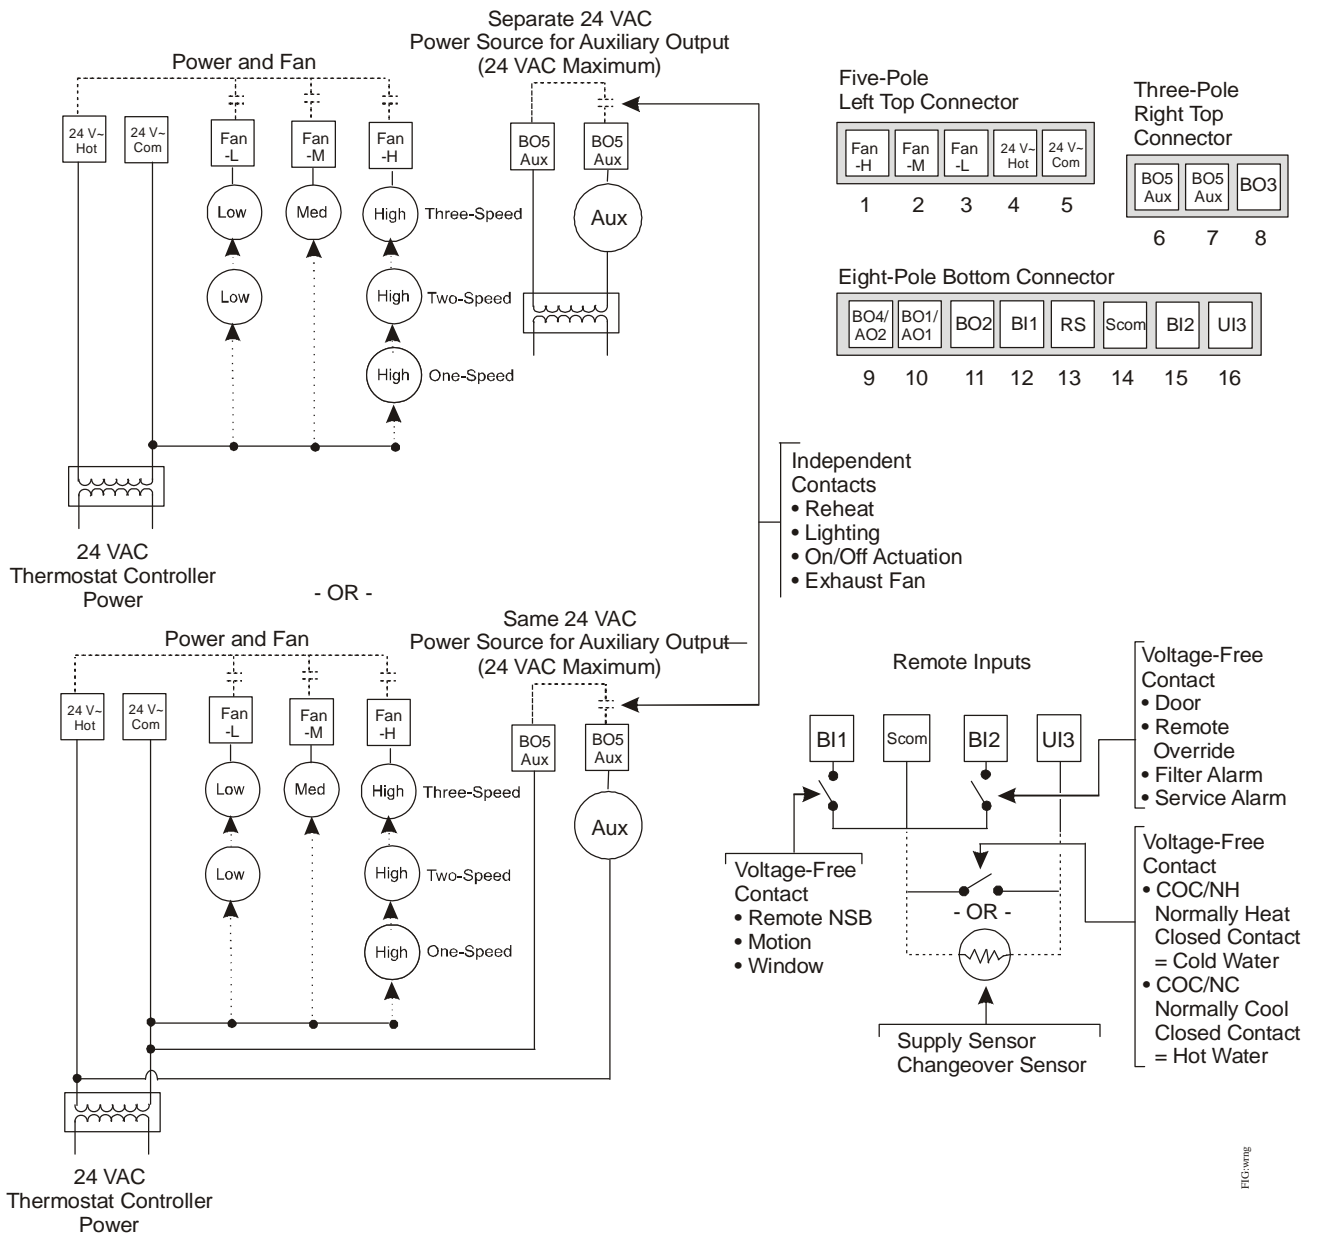 Separate 24 VAC
Power Source for Auxiliary Output
(24 VAC Maximum)
Power and Fan
24 V~
Hot
24 V~
Com
Fan
-L
Fan
-M
Fan
-H
BO5
Aux
BO5
Aux
Low
Med
High
Three-Speed
Aux
Low
High
Two-Speed
High
One-Speed
24 VAC
Thermostat Controller
Power
- OR -
Five-Pole
Left Top Connector
Fan
-H
Fan
-M
Fan
-L
24 V~
Hot
24 V~
Com
1 2 3 4 5
Three-Pole
Right Top
Connector
BO5
Aux
BO5
Aux
BO3
6 7 8
Eight-Pole Bottom Connector
BO4/
AO2
BO1/
AO1
BO2
BI1
RS
Scom
BI2
UI3
9 10 11 12 13 14 15 16
Independent
Contacts
• Reheat
• Lighting
• On/Off Actuation
• Exhaust Fan
Same 24 VAC
Power Source for Auxiliary Output
(24 VAC Maximum)
Power and Fan
24 V~
Hot
24 V~
Com
Fan
-L
Fan
-M
Fan
-H
BO5
Aux
BO5
Aux
Low
Med
High
Three-Speed
Aux
Low
High
Two-Speed
High
One-Speed
24 VAC
Thermostat Controller
Power
Remote Inputs
BI1
Scom
BI2
UI3
Voltage-Free
Contact
• Door
• Remote
Override
• Filter Alarm
• Service Alarm
Voltage-Free
Contact
• Remote NSB
• Motion
• Window
- OR -
Voltage-Free
Contact
• COC/NH
Normally Heat
Closed Contact
= Cold Water
• COC/NC
Normally Cool
Closed Contact
= Hot Water
Supply Sensor
Changeover Sensor
FIG:wrng